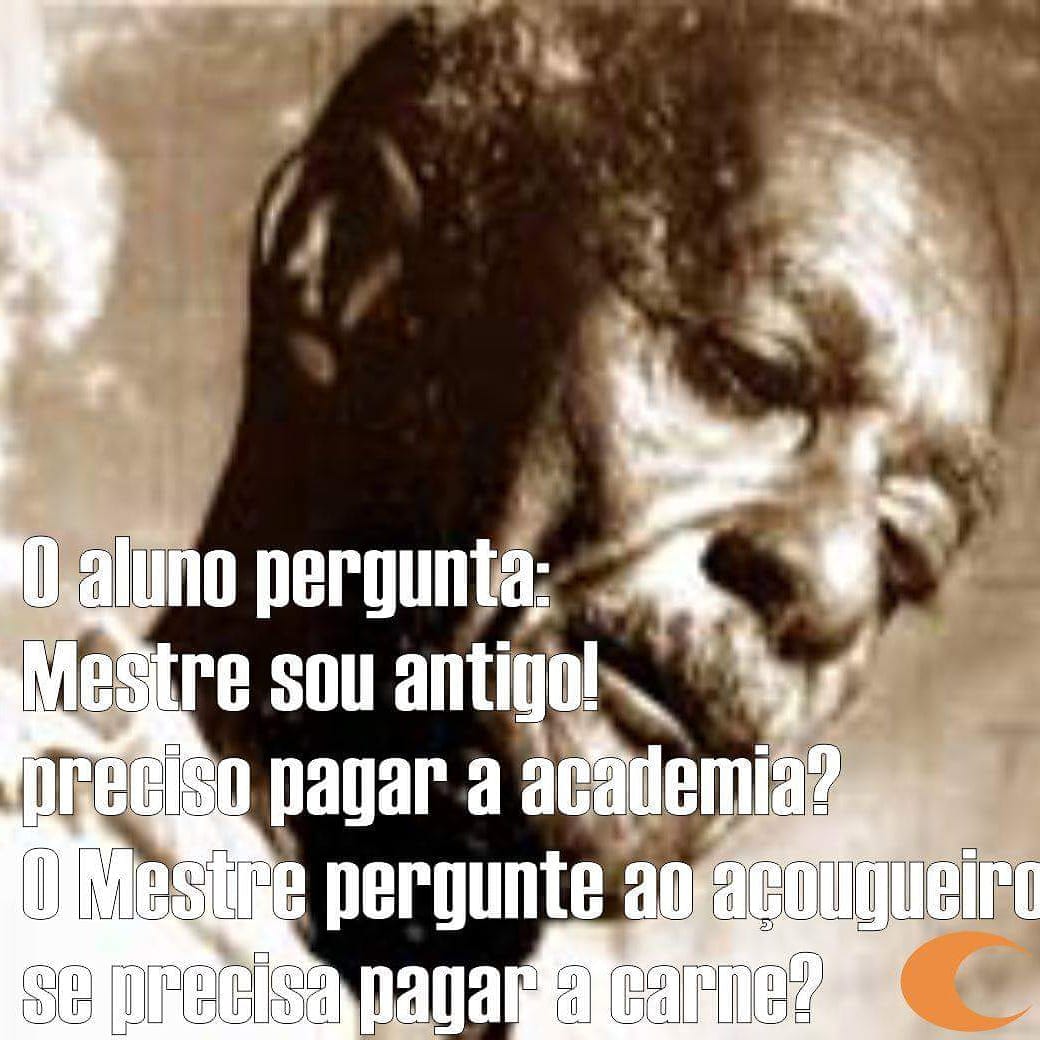 O aluno pergunta:
Mestre sou antigo!
preciso pagar a academia?
O Mestre pergunte ao açougueiro
se precisa pagar a carne?